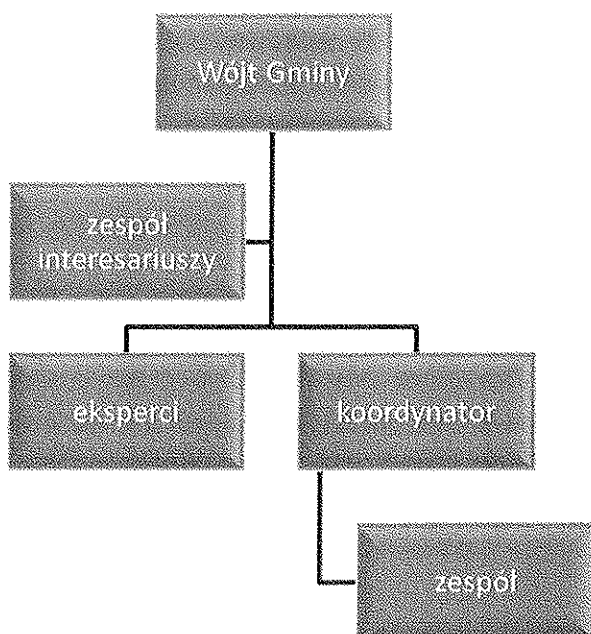 Wójt Gminy
zespół
interesariuszy
eksperci
koordynator
zespół